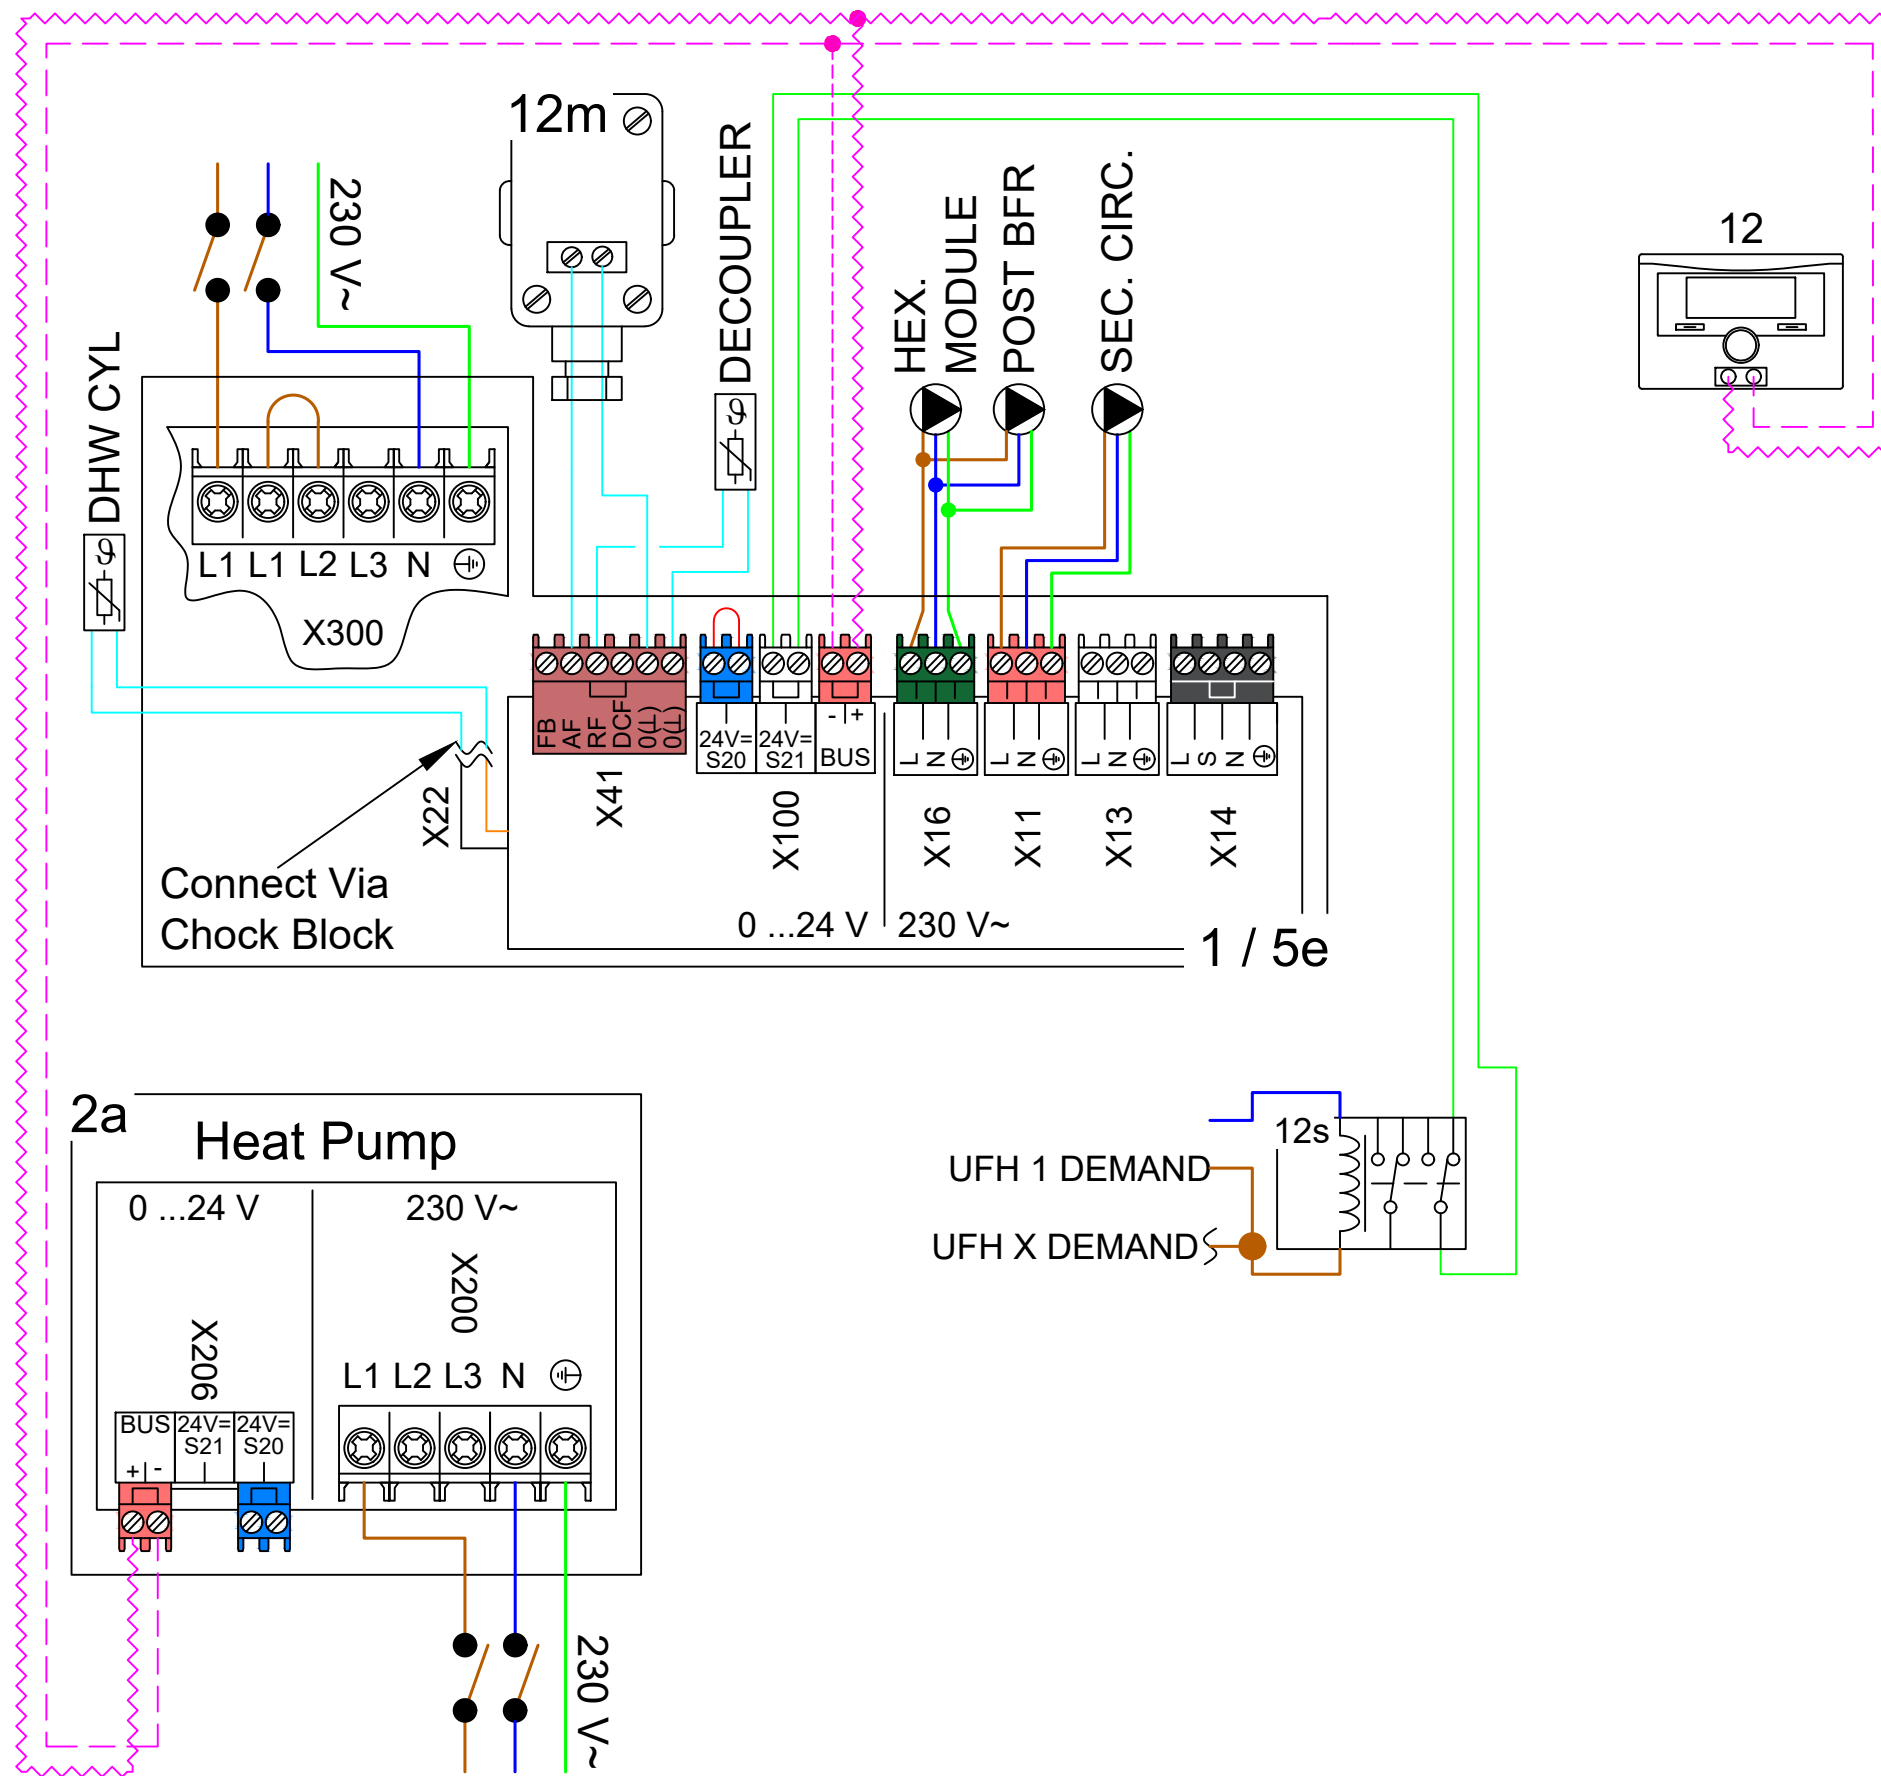 12m
DECOUPLER
230 V~
HEX.
MODULE
POST BFR
SEC. CIRC.
12
DHW CYL
L1 L1 L2 L3 N
X300
FB
AF
RF
DCF
0(⊥)
0(⊥)
24V=
S20
24V=
S21
- +
BUS
L
N
L
N
L
N
L
S
N
X22
X41
X100
X16
X11
X13
X14
Connect Via
Chock Block
0 ...24 V
230 V~
1 / 5e
2a
Heat Pump
0 ...24 V
230 V~
X206
X200
L1 L2 L3 N
BUS
+ -
24V=
S21
24V=
S20
230 V~
12s
UFH 1 DEMAND
UFH X DEMAND